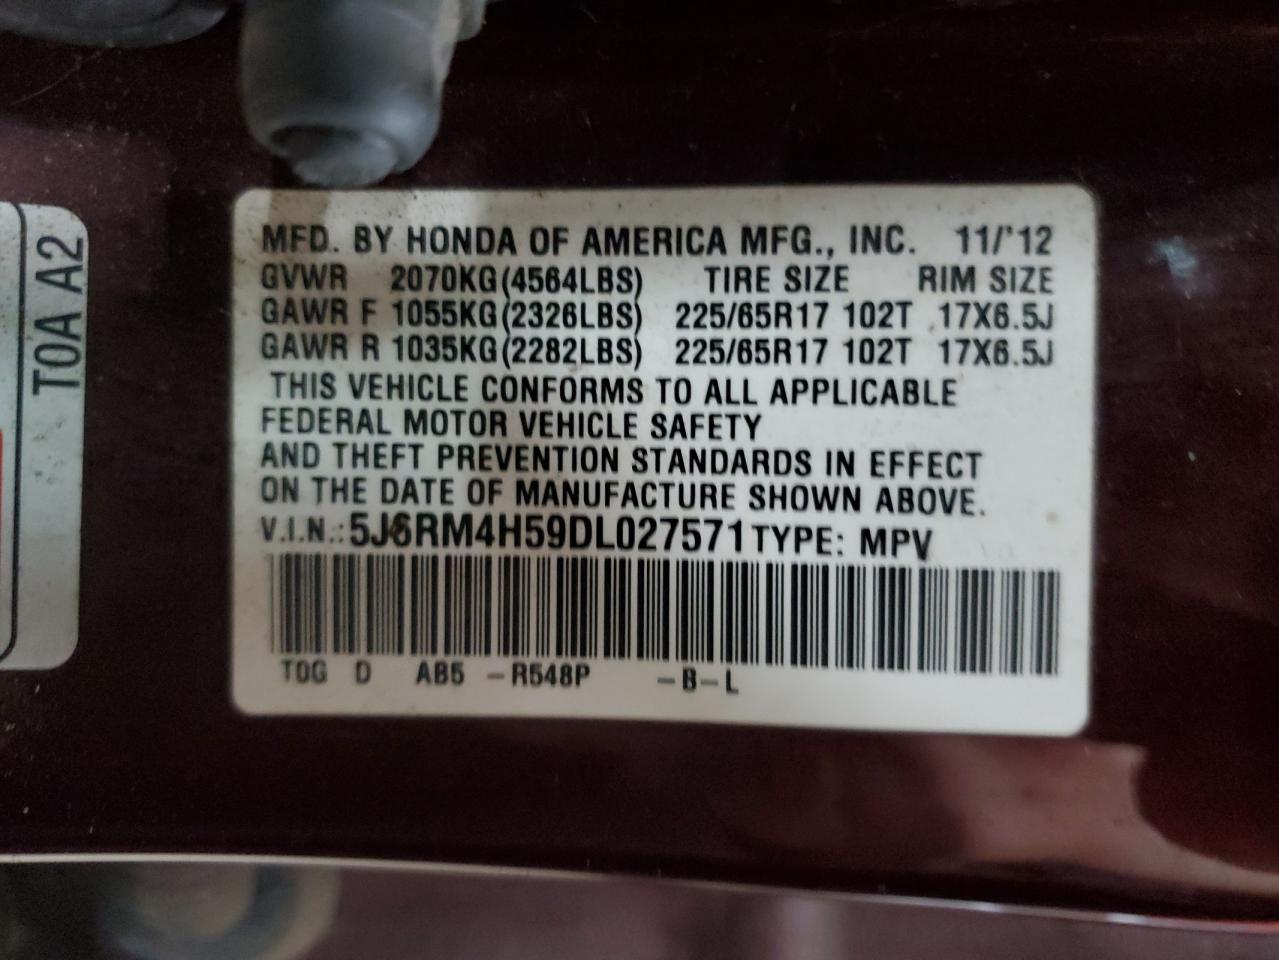 MFD. BY HONDA OF AMERICA MFG., INC. 11/'12
GVWR 2070KG(4564LBS) TIRE SIZE RIM SIZE
GAWR F 1055KG(2326LBS) 225/65R17 102T 17X6.5J
GAWR R 1035KG(2282LBS) 225/65R17 102T 17X6.5J
THIS VEHICLE CONFORMS TO ALL APPLICABLE
FEDERAL MOTOR VEHICLE SAFETY
AND THEFT PREVENTION STANDARDS IN EFFECT
ON THE DATE OF MANUFACTURE SHOWN ABOVE.
V.I.N.: 5J6RM4H59DL027571 TYPE: MPV
T0G D AB5 -R548P -B-L
T0A A2